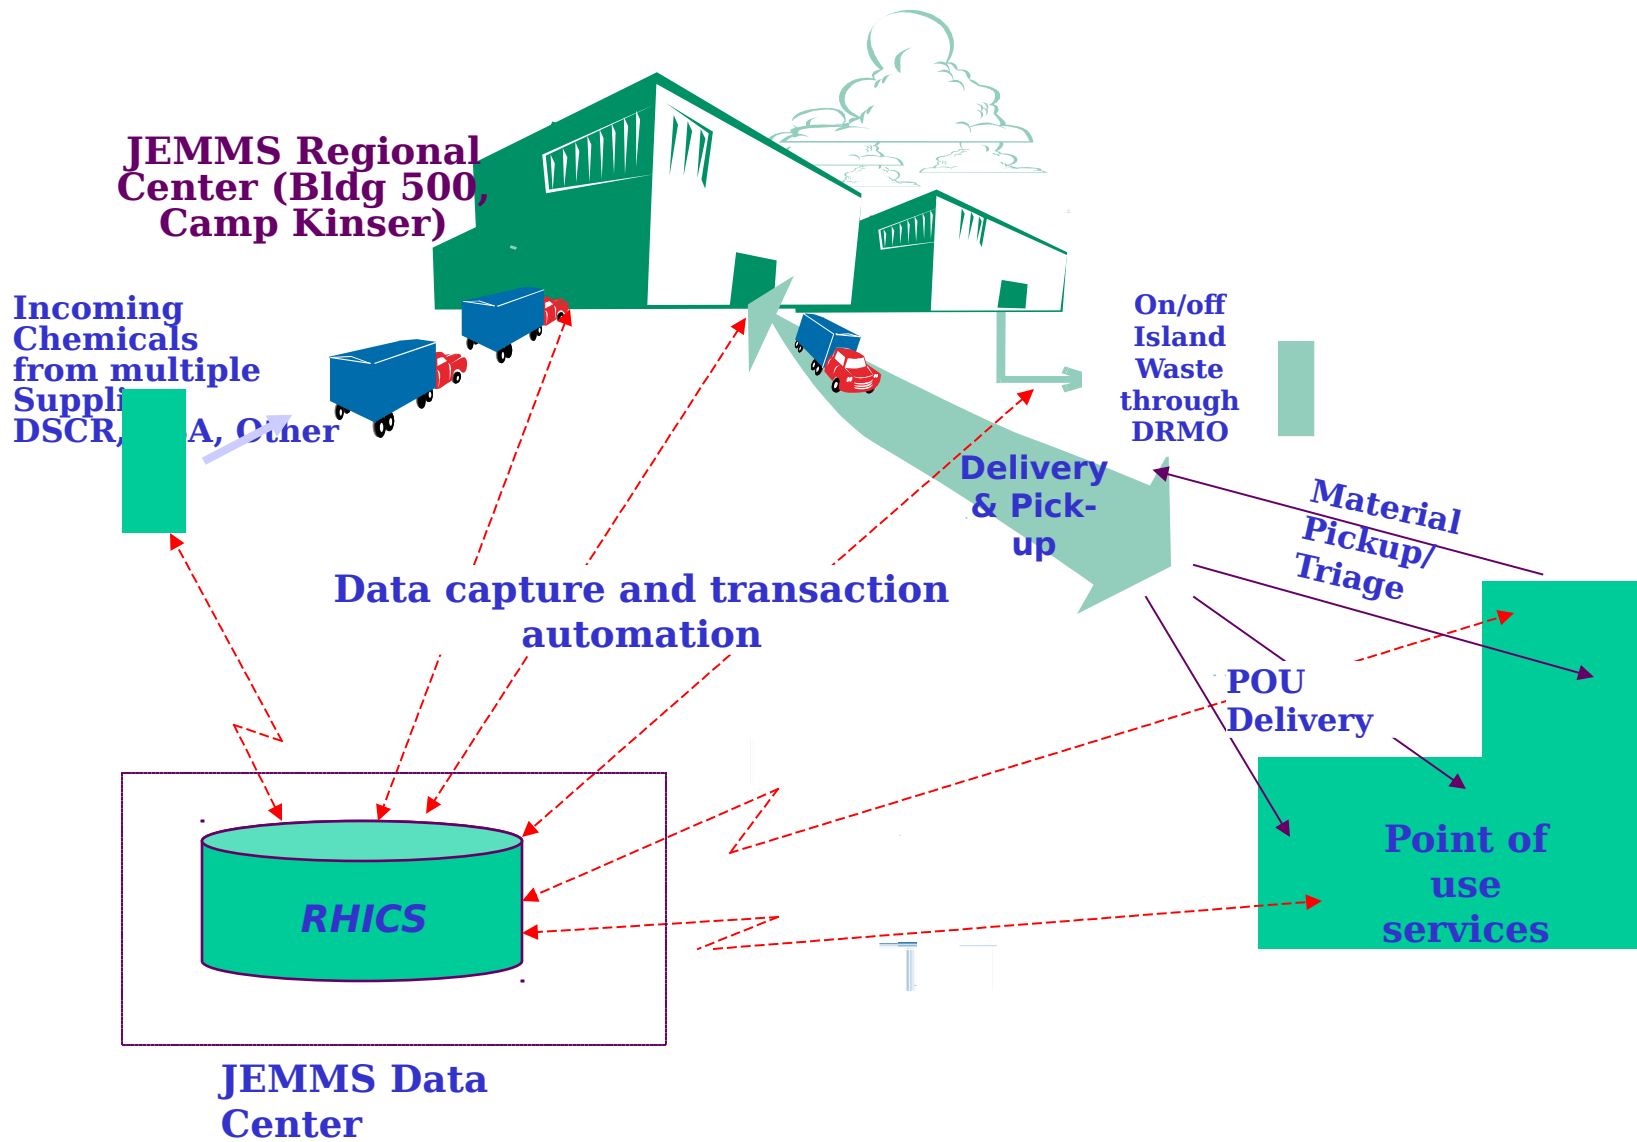 JEMMS Regional
Center (Bldg 500,
Camp Kinser)
Incoming
Chemicals
from multiple
DSCR, Other
On/off
Island
Waste
through
DRMO
Delivery
& Pick-
up
Material
Pickup/
Triage
Data capture and transaction
automation
POU
Delivery
Point of
use
services
RHICS
JEMMS Data
Center